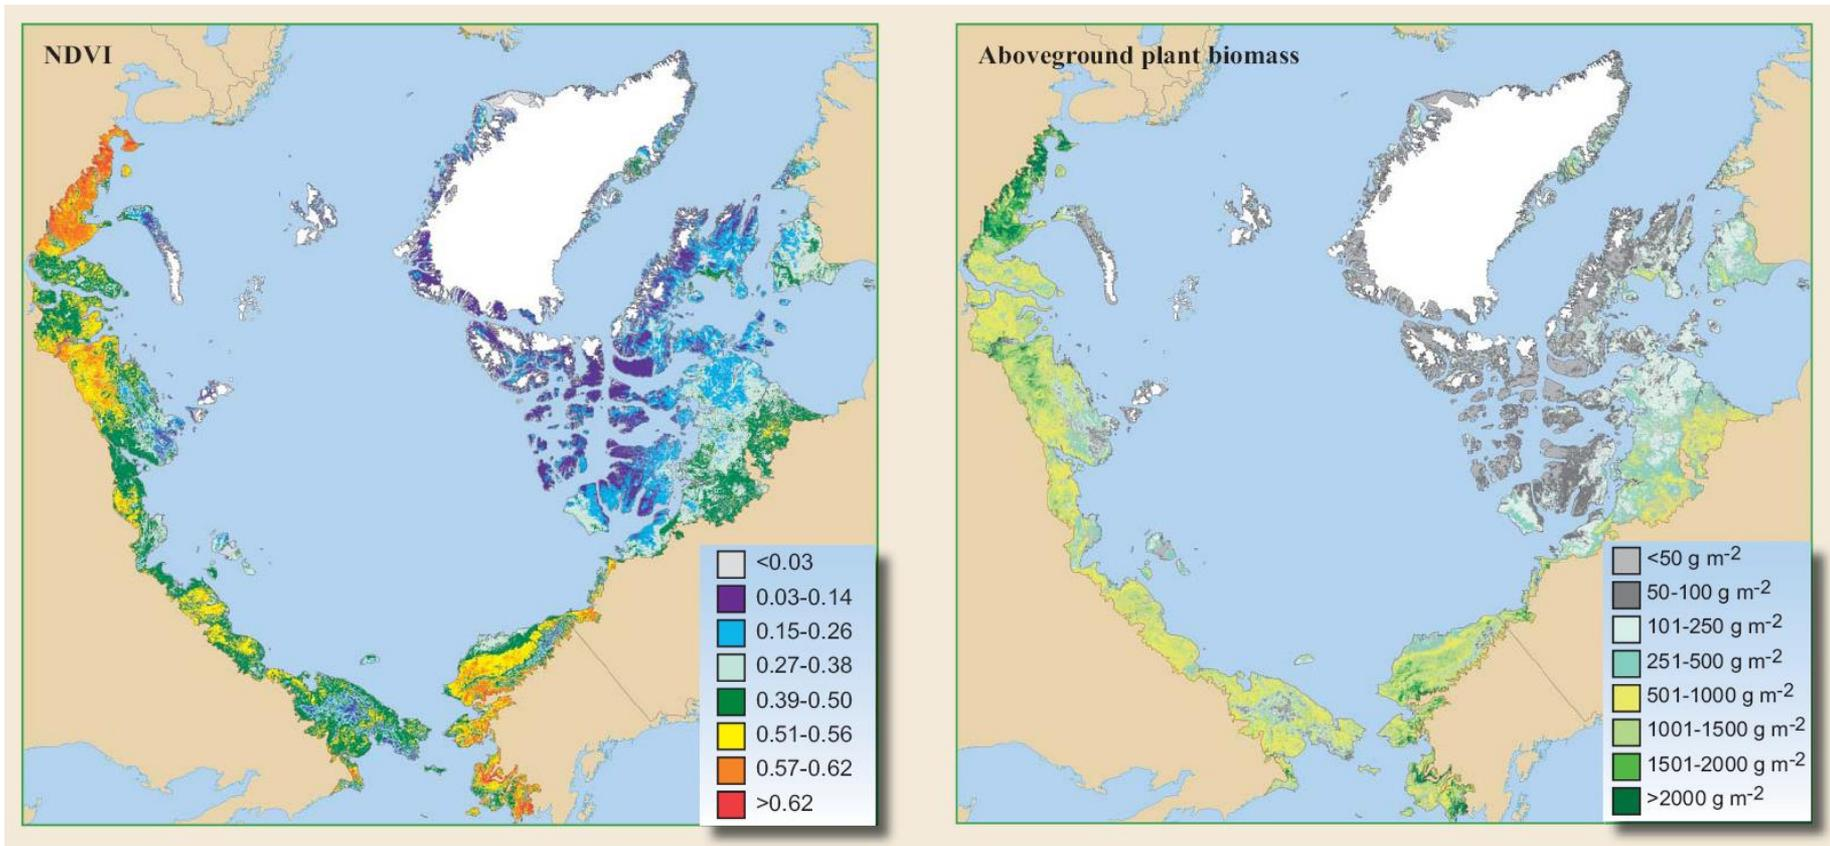 NDVI
<0.03
0.03-0.14
0.15-0.26
0.27-0.38
0.39-0.50
0.51-0.56
0.57-0.62
>0.62
Aboveground plant biomass
<50 g m-2
50-100 g m-2
101-250 g m-2
251-500 g m-2
501-1000 g m-2
1001-1500 g m-2
1501-2000 g m-2
>2000 g m-2